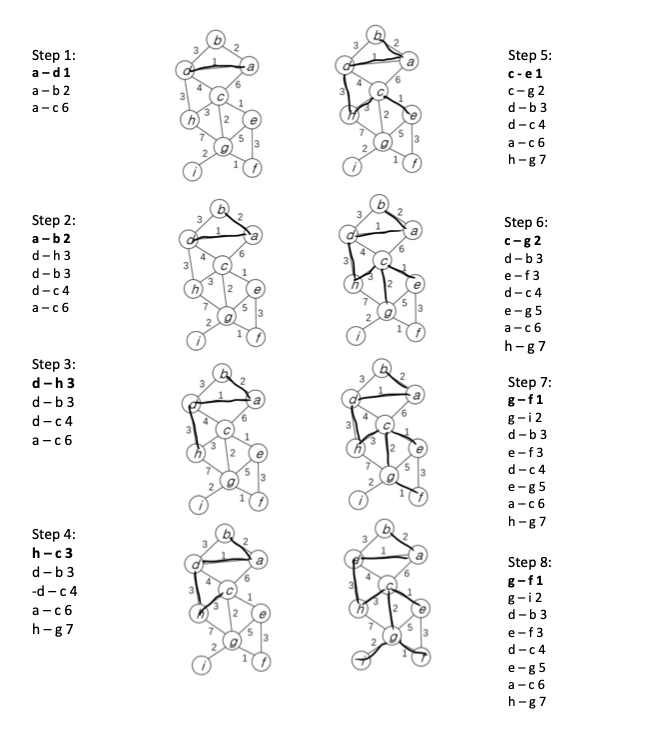 Step 1:
a – d 1
a – b 2
a – c 6
b
3 2
d 1 a
4 6
3 c
3 1
h 2 e
7 5 3
g
2 1
i f
Step 2:
a – b 2
d – h 3
d – b 3
d – c 4
a – c 6
b
3 2
d 1 a
4 6
3 c
3 1
h 2 e
7 5 3
g
2 1
i f
Step 3:
d – h 3
d – b 3
d – c 4
a – c 6
b
3 2
d 1 a
4 6
3 c
3 1
h 2 e
7 5 3
g
2 1
i f
Step 4:
h – c 3
d – b 3
-d – c 4
a – c 6
h – g 7
b
3 2
d 1 a
4 6
3 c
3 1
h 2 e
7 5 3
g
2 1
i f
b
3 2
d 1 a
4 6
3 c
3 1
h 2 e
7 5 3
g
2 1
i f
Step 5:
c - e 1
c – g 2
d – b 3
d – c 4
a – c 6
h – g 7
b
3 2
d 1 a
4 6
3 c
3 1
h 2 e
7 5 3
g
2 1
i f
Step 6:
c – g 2
d – b 3
e – f 3
d – c 4
e – g 5
a – c 6
h – g 7
b
3 2
d 1 a
4 6
3 c
3 1
h 2 e
7 5 3
g
2 1
i f
Step 7:
g – f 1
g – i 2
d – b 3
e – f 3
d – c 4
e – g 5
a – c 6
h – g 7
b
3 2
d 1 a
4 6
3 c
3 1
h 2 e
7 5 3
g
2 1
Step 8:
g – f 1
g – i 2
d – b 3
e – f 3
d – c 4
e – g 5
a – c 6
h – g 7